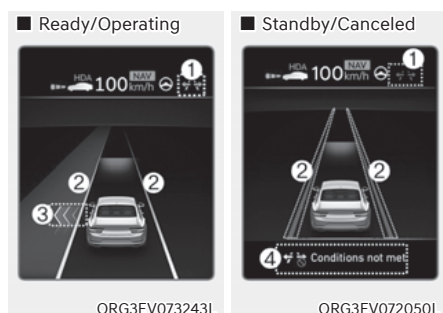 ■ Ready/Operating
HDA 100 km/h NAV
1
2 2
3
ORG3EV073243L
■ Standby/Canceled
HDA 100 km/h NAV
1
2 2
4 Conditions not met
ORG3EV072050L